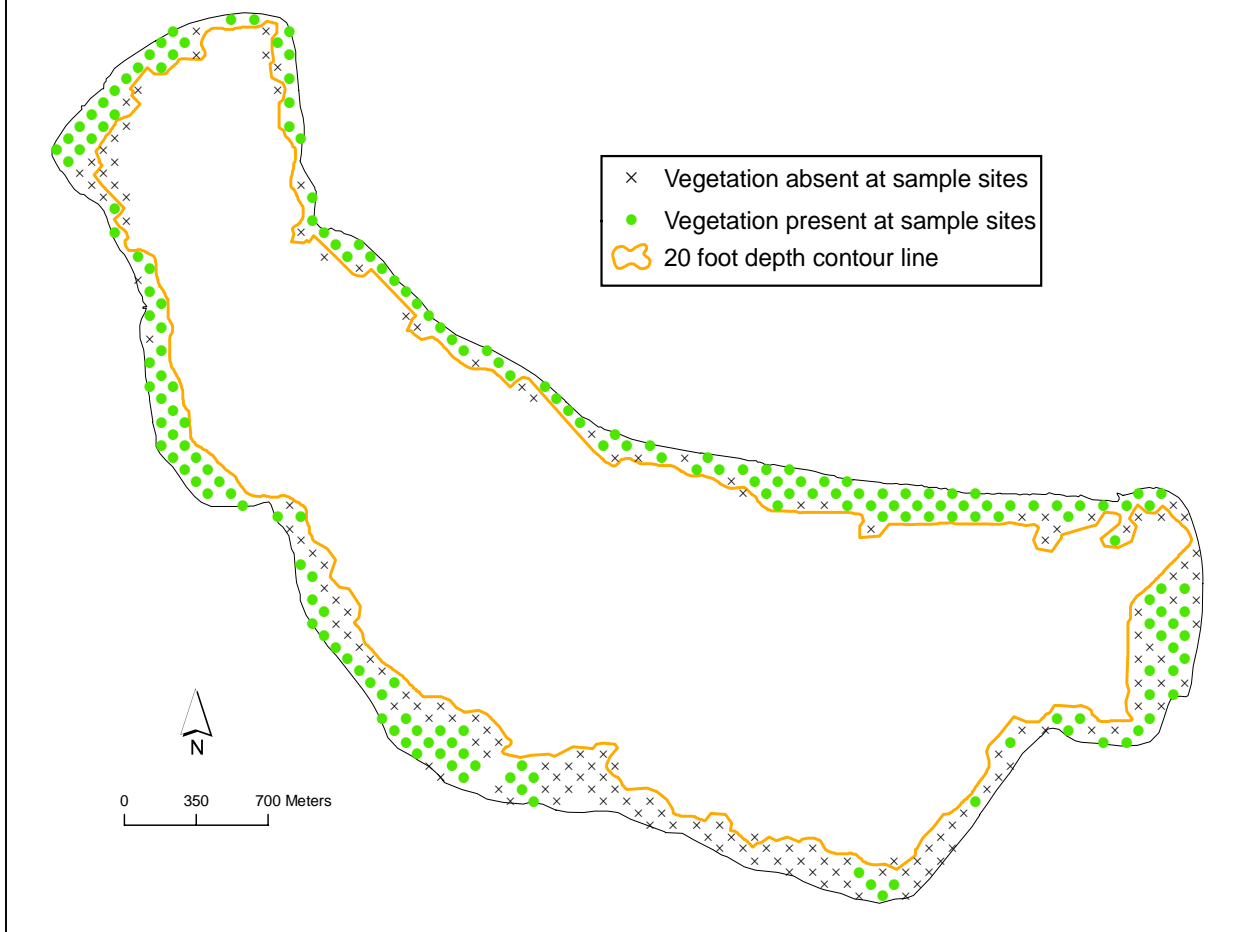 Vegetation absent at sample sites
Vegetation present at sample sites
20 foot depth contour line
N
0 350 700 Meters